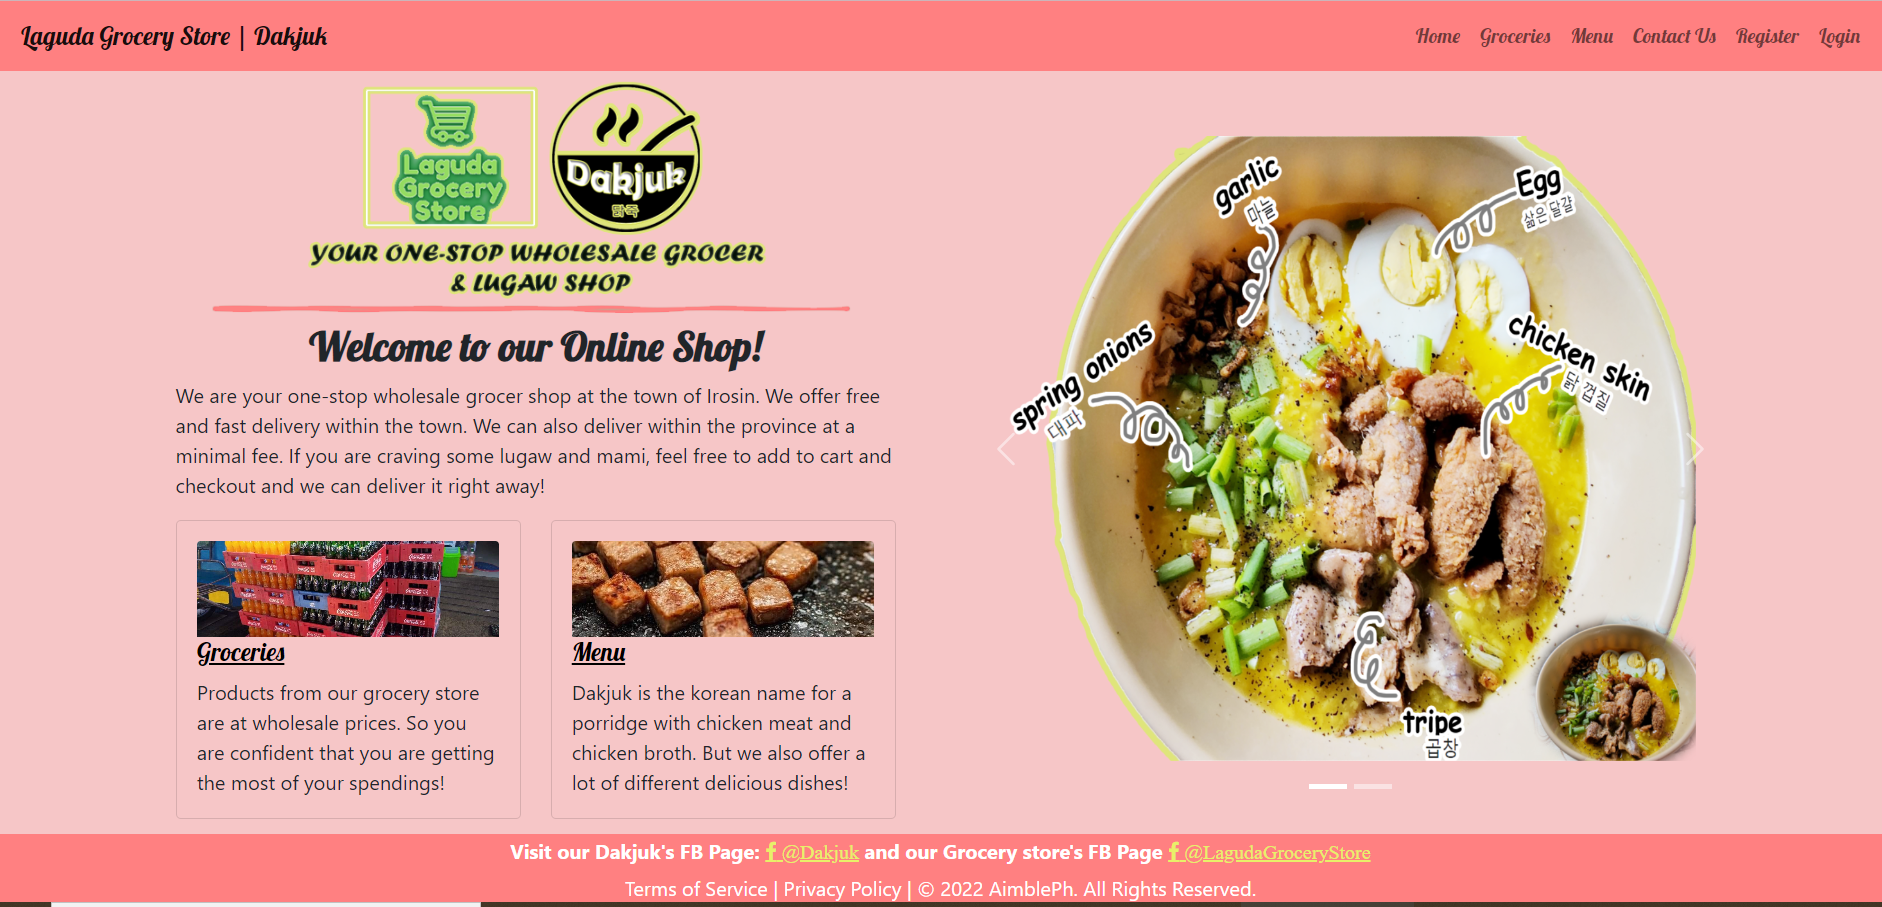 Laguda Grocery Store | Dakjuk
Home Groceries Menu Contact Us Register Login
Laguda
Grocery
Store
Dakjuk
닭죽
YOUR ONE-STOP WHOLESALE GROCER
& LUGAW SHOP
Welcome to our Online Shop!
We are your one-stop wholesale grocer shop at the town of Irosin. We offer free
and fast delivery within the town. We can also deliver within the province at a
minimal fee. If you are craving some lugaw and mami, feel free to add to cart and
checkout and we can deliver it right away!
Groceries
Products from our grocery store
are at wholesale prices. So you
are confident that you are getting
the most of your spendings!
Menu
Dakjuk is the korean name for a
porridge with chicken meat and
chicken broth. But we also offer a
lot of different delicious dishes!
garlic
마늘
Egg
삶은 달걀
spring onions
대파
chicken skin
닭 껍질
tripe
곱창
Visit our Dakjuk's FB Page: @Dakjuk and our Grocery store's FB Page @LagudaGroceryStore
Terms of Service | Privacy Policy | © 2022 AimblePh. All Rights Reserved.